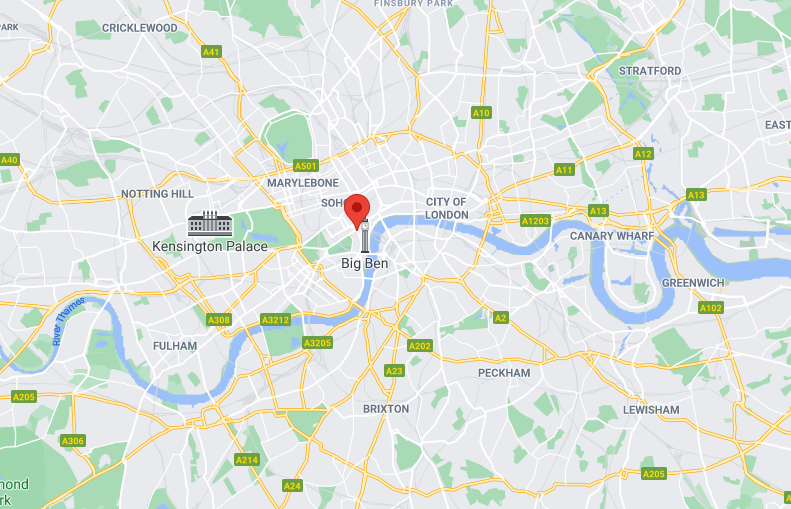 FINSBURY PARK
PARK
CRICKLEWOOD
A41
STRATFORD
A10
EAST
A12
A40
A501
A11
MARYLEBONE
NOTTING HILL
A13
SOHO
CITY OF
LONDON
A13
A1203
CANARY WHARF
Kensington Palace
Big Ben
GREENWICH
River Thames
A102
A308
A3212
A2
A3205
FULHAM
A202
A23
PECKHAM
A205
BRIXTON
LEWISHAM
A306
A214
A205
A24
mond
rk